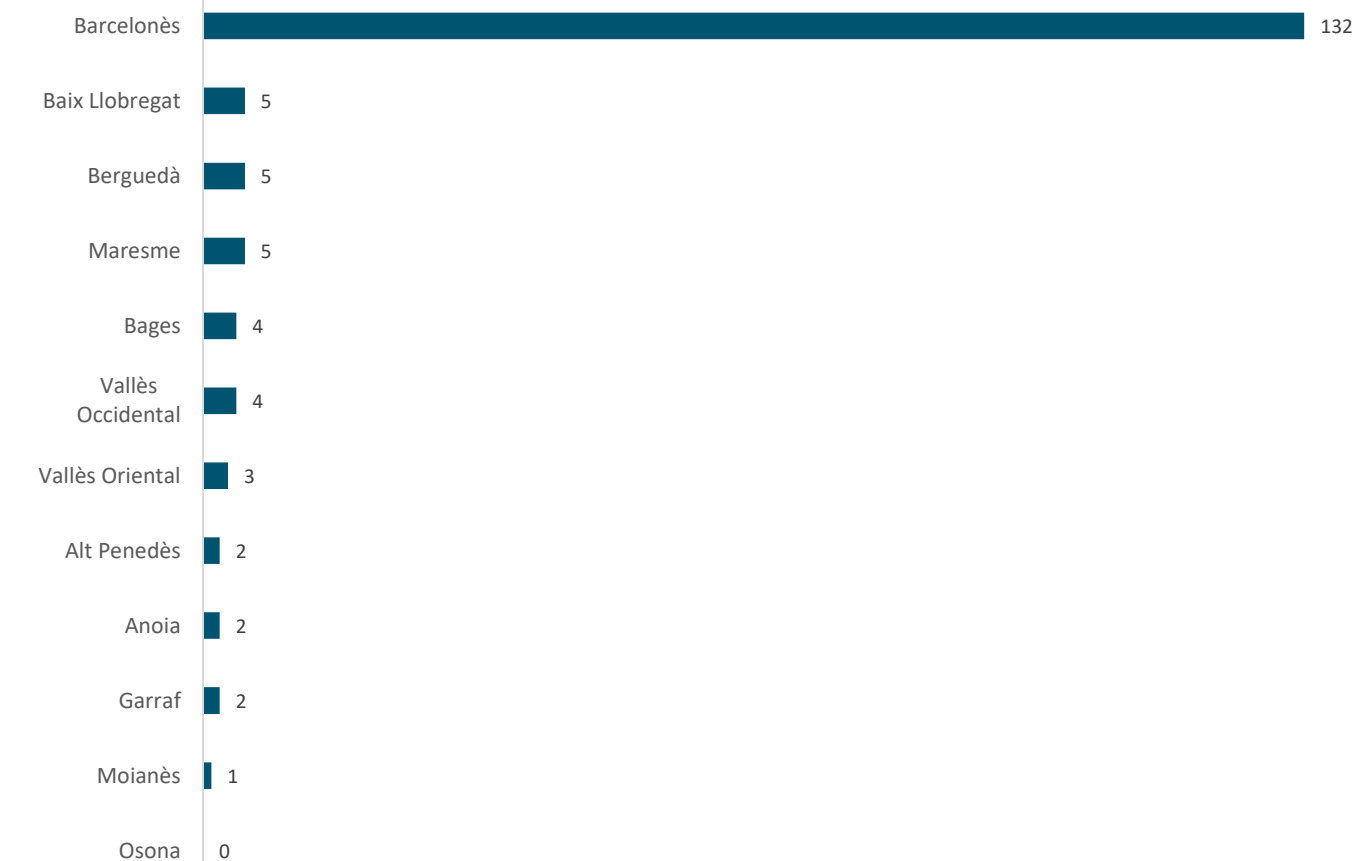 Barcelonès 132
Baix Llobregat 5
Berguedà 5
Maresme 5
Bages 4
Vallès
Occidental 4
Vallès Oriental 3
Alt Penedès 2
Anoia 2
Garraf 2
Moianès 1
Osona 0